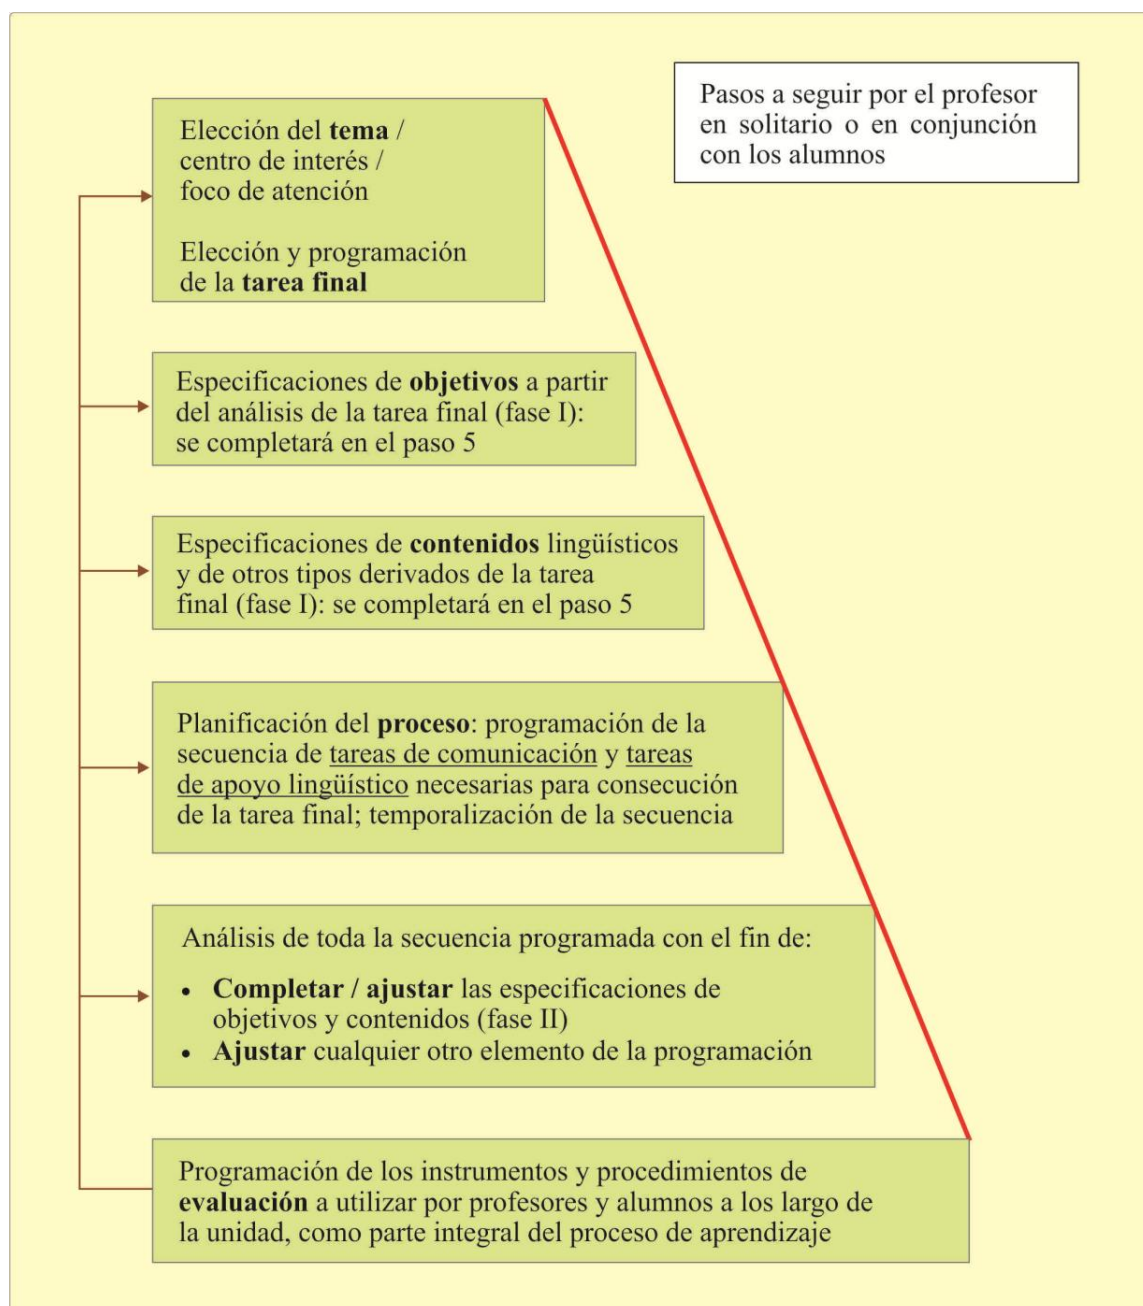 Pasos a seguir por el profesor
en solitario o en conjunción
con los alumnos
Elección del tema /
centro de interés /
foco de atención
Elección y programación
de la tarea final
Especificaciones de objetivos a partir
del análisis de la tarea final (fase I):
se completará en el paso 5
Especificaciones de contenidos lingüísticos
y de otros tipos derivados de la tarea
final (fase I): se completará en el paso 5
Planificación del proceso: programación de la
secuencia de tareas de comunicación y tareas
de apoyo lingüístico necesarias para consecución
de la tarea final; temporalización de la secuencia
Análisis de toda la secuencia programada con el fin de:
• Completar / ajustar las especificaciones de
objetivos y contenidos (fase II)
• Ajustar cualquier otro elemento de la programación
Programación de los instrumentos y procedimientos de
evaluación a utilizar por profesores y alumnos a los largo de
la unidad, como parte integral del proceso de aprendizaje